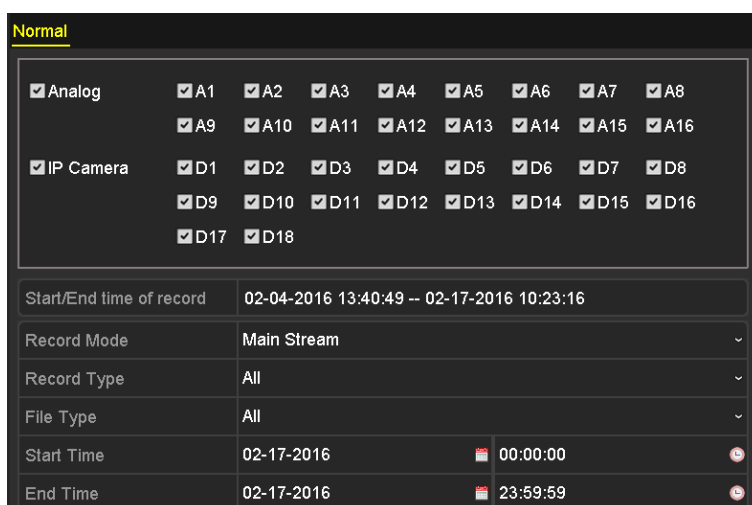 Normal
Analog A1 A2 A3 A4 A5 A6 A7 A8
A9 A10 A11 A12 A13 A14 A15 A16
IP Camera D1 D2 D3 D4 D5 D6 D7 D8
D9 D10 D11 D12 D13 D14 D15 D16
D17 D18
Start/End time of record 02-04-2016 13:40:49 -- 02-17-2016 10:23:16
Record Mode Main Stream
Record Type All
File Type All
Start Time 02-17-2016 00:00:00
End Time 02-17-2016 23:59:59